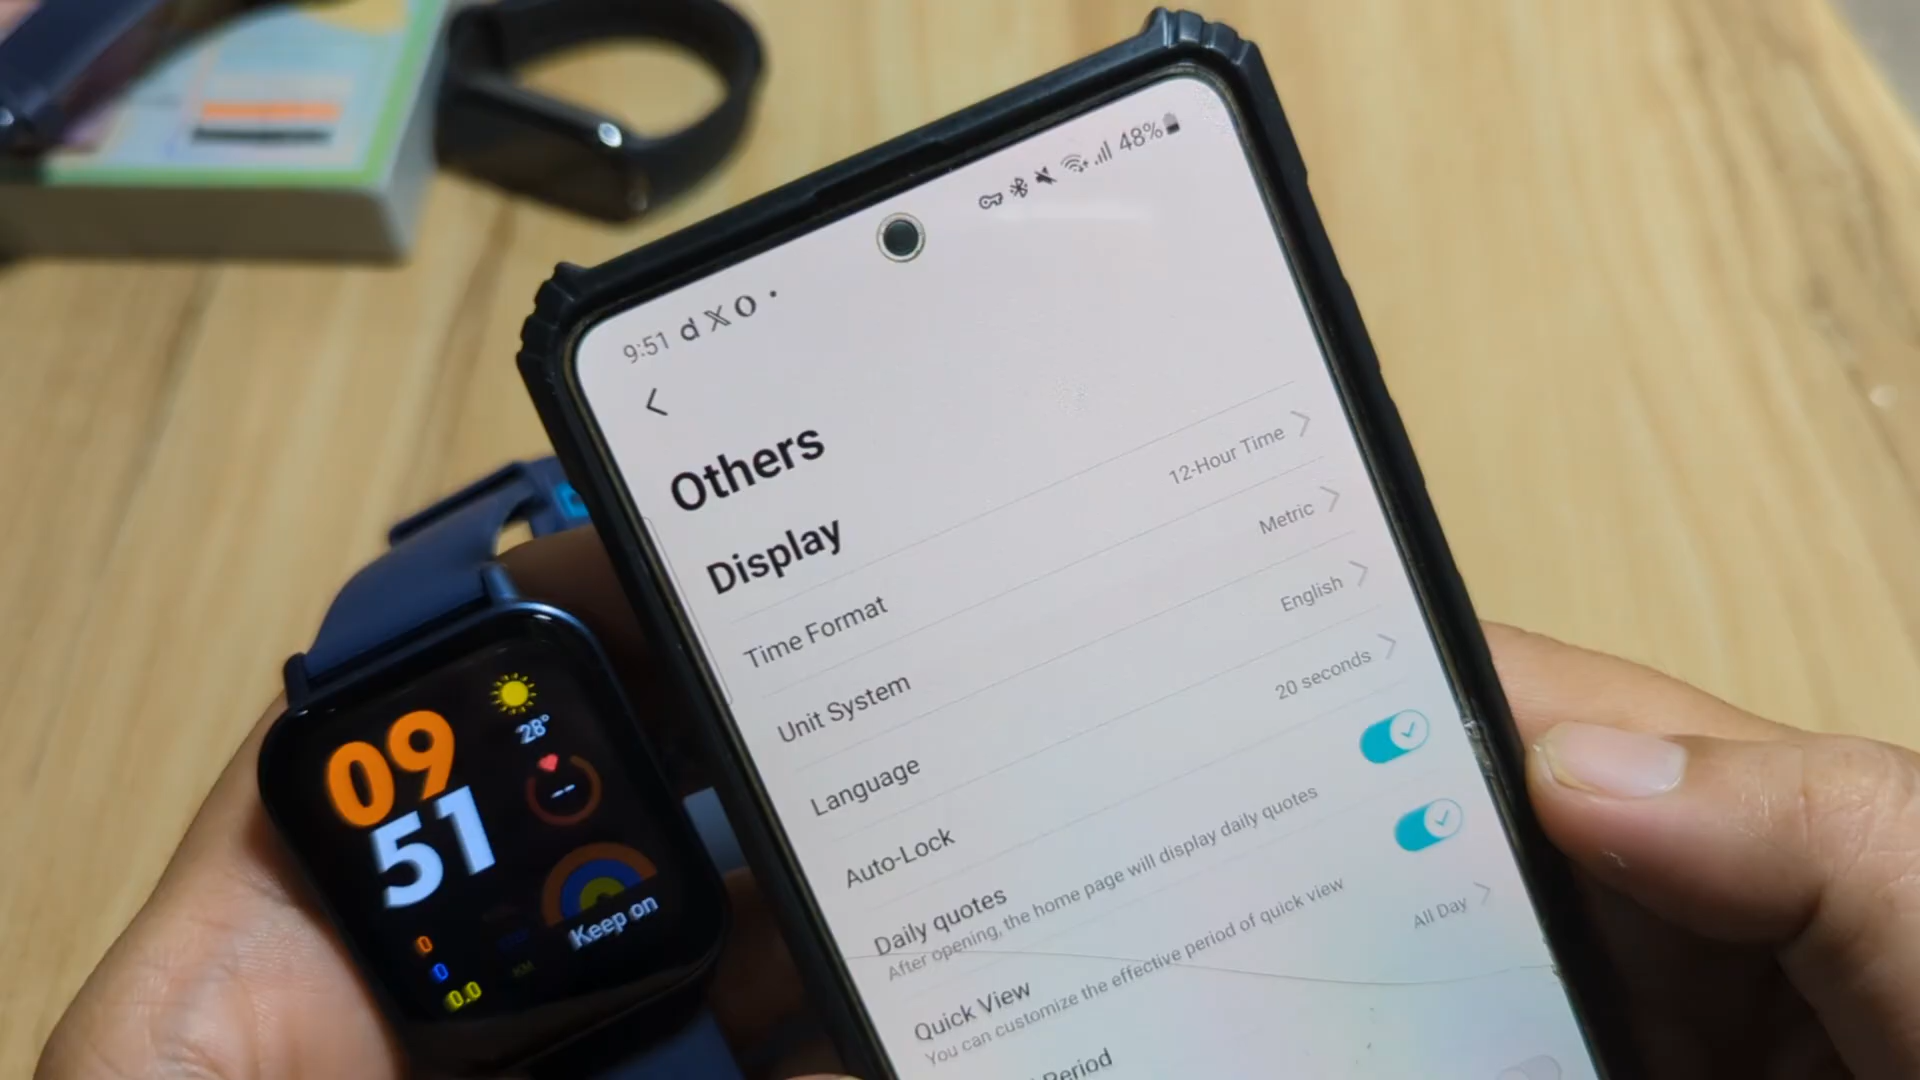 48%
9:51 d X O •
Others
Display
Time Format 12-Hour Time
Unit System Metric
Language English
Auto-Lock 20 seconds
Daily quotes
After opening, the home page will display daily quotes
Quick View
You can customize the effective period of quick view
Period All Day
09
51
28°
--
Keep on
0
0
0.0
KM